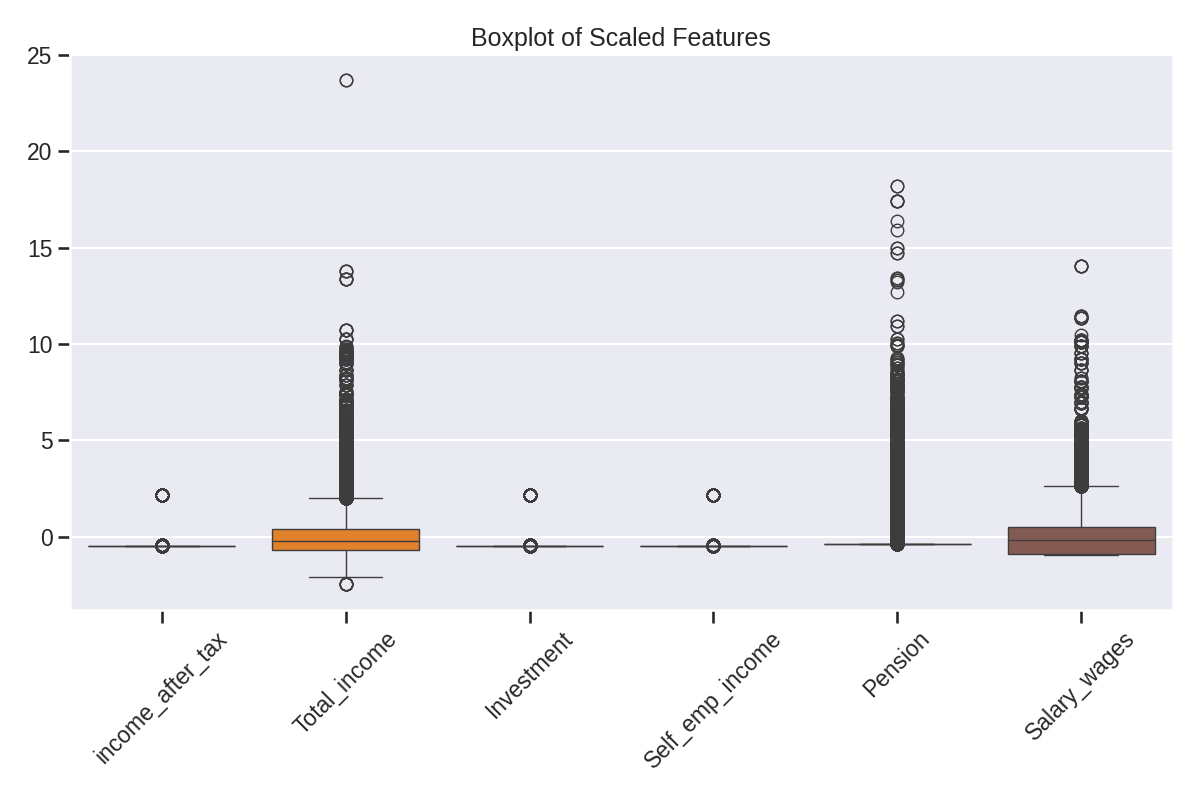 Boxplot of Scaled Features
25
20
15
10
5
0
income_after_tax
Total_income
Investment
Self_emp_income
Pension
Salary_wages